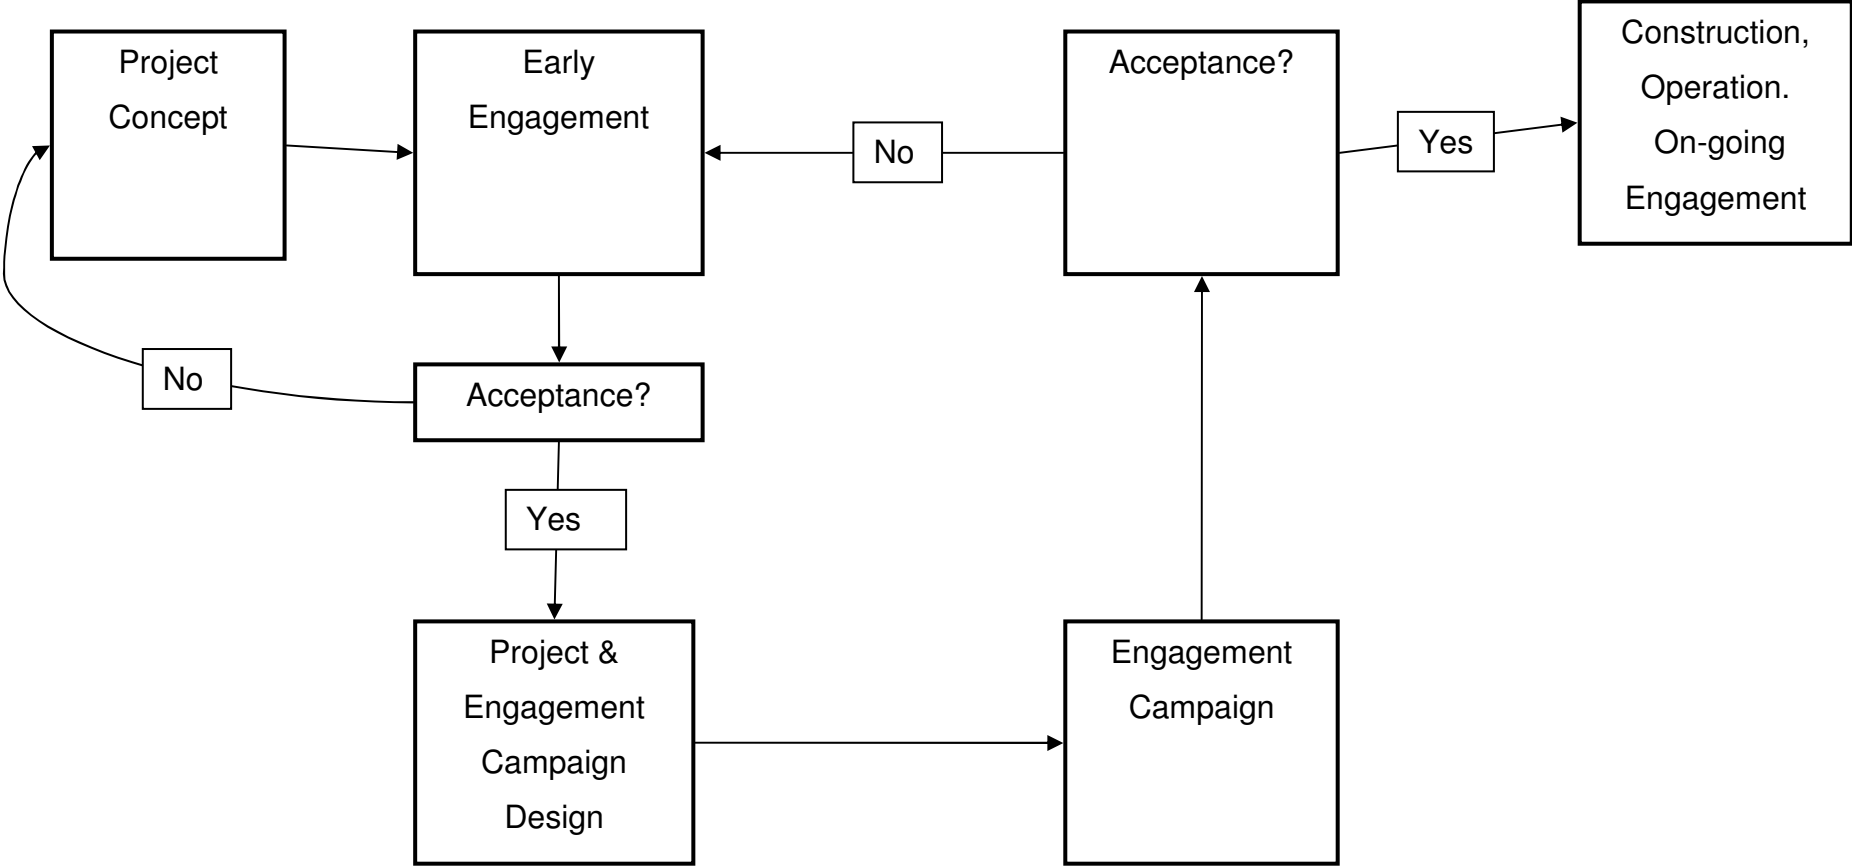 Project
Concept
Early
Engagement
Acceptance?
Construction,
Operation.
On-going
Engagement
No
Yes
No
Acceptance?
Yes
Project &
Engagement
Campaign
Design
Engagement
Campaign